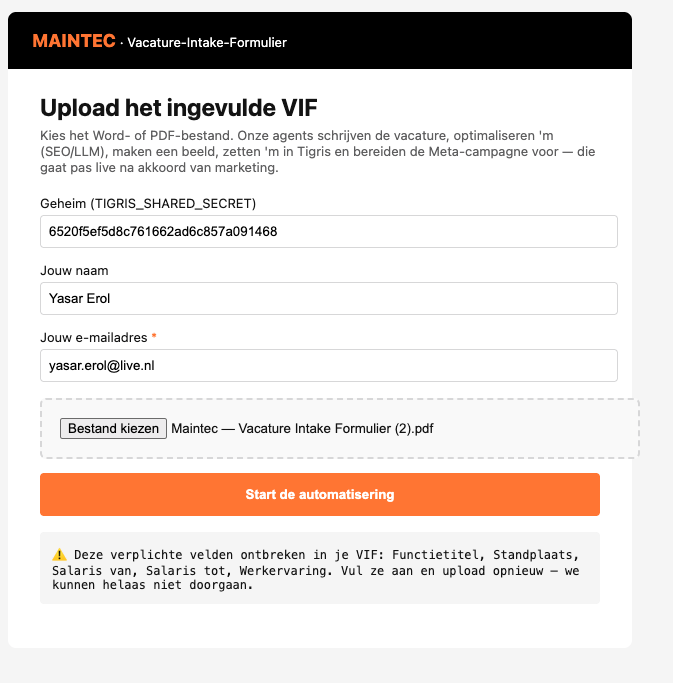 MAINTEC · Vacature-Intake-Formulier
Upload het ingevulde VIF
Kies het Word- of PDF-bestand. Onze agents schrijven de vacature, optimaliseren 'm
(SEO/LLM), maken een beeld, zetten 'm in Tigris en bereiden de Meta-campagne voor — die
gaat pas live na akkoord van marketing.
Geheim (TIGRIS_SHARED_SECRET)
6520f5ef5d8c761662ad6c857a091468
Jouw naam
Yasar Erol
Jouw e-mailadres *
yasar.erol@live.nl
Bestand kiezen Maintec — Vacature Intake Formulier (2).pdf
Start de automatisering
⚠️ Deze verplichte velden ontbreken in je VIF: Functietitel, Standplaats,
Salaris van, Salaris tot, Werkervaring. Vul ze aan en upload opnieuw — we
kunnen helaas niet doorgaan.